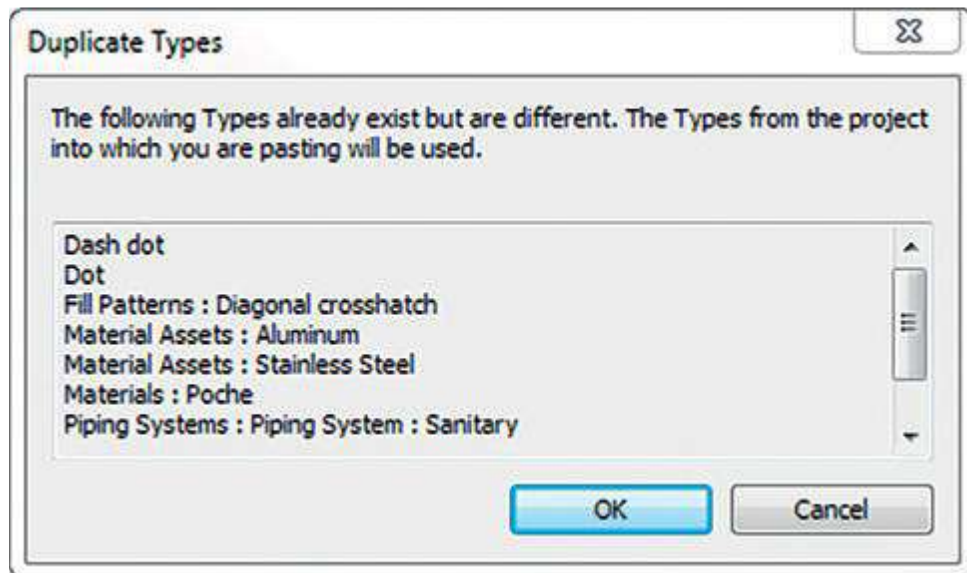 Duplicate Types
The following Types already exist but are different. The Types from the project
into which you are pasting will be used.
Dash dot
Dot
Fill Patterns : Diagonal crosshatch
Material Assets : Aluminum
Material Assets : Stainless Steel
Materials : Poche
Piping Systems : Piping System : Sanitary
OK
Cancel